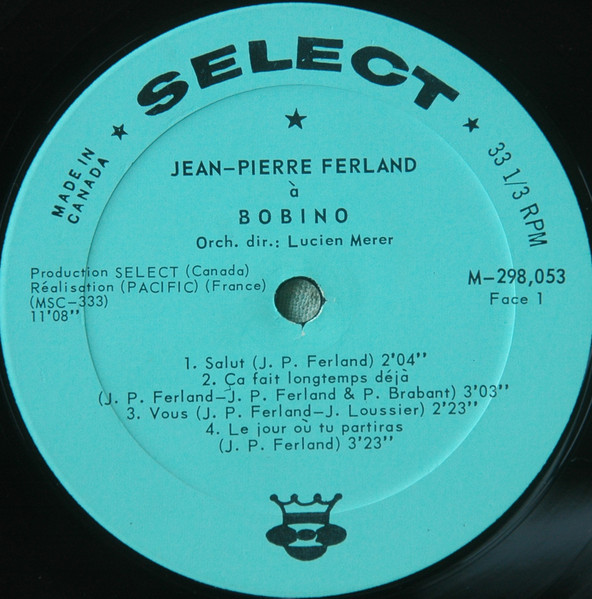 SELECT
MADE IN
CANADA
33 1/3 RPM
JEAN-PIERRE FERLAND
à
BOBINO
Orch. dir.: Lucien Merer
Production SELECT (Canada)
Réalisation (PACIFIC) (France)
(MSC-333)
11'08"
M-298,053
Face 1
1. Salut (J. P. Ferland) 2'04"
2. Ça fait longtemps déjà
(J. P. Ferland-J. P. Ferland & P. Brabant) 3'03"
3. Vous (J. P. Ferland-J. Loussier) 2'23"
4. Le jour où tu partiras
(J. P. Ferland) 3'23"